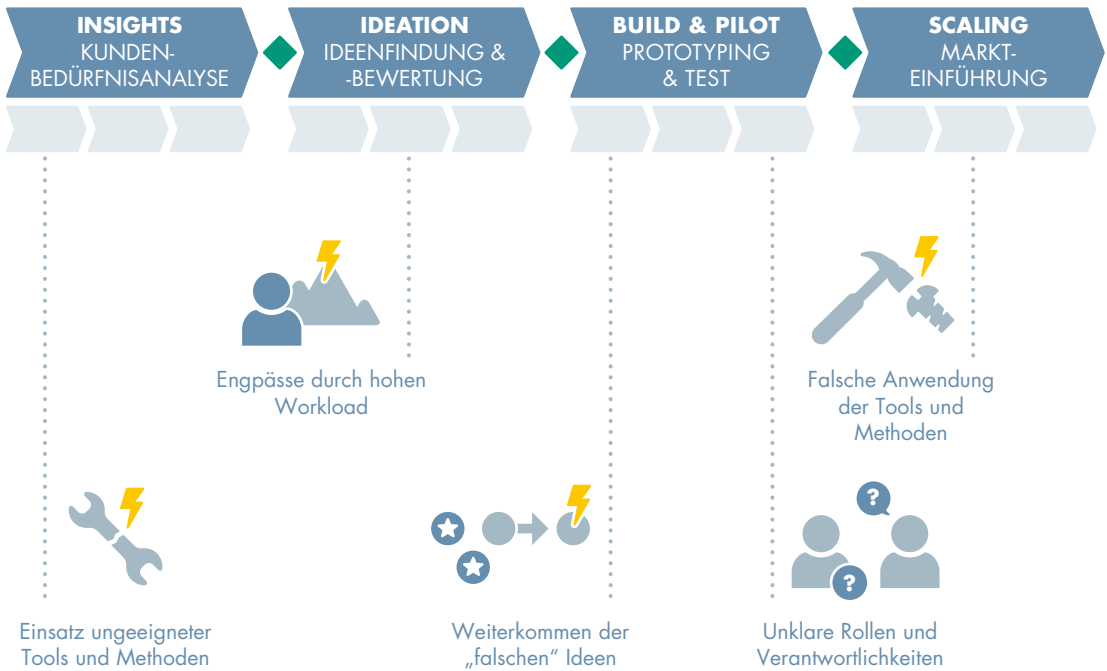 INSIGHTS
KUNDEN-
BEDÜRFNISANALYSE
IDEATION
IDEENFINDUNG &
-BEWERTUNG
BUILD & PILOT
PROTOTYPING
& TEST
SCALING
MARKT-
EINFÜHRUNG
Engpässe durch hohen
Workload
Falsche Anwendung
der Tools und
Methoden
?
?
Einsatz ungeeigneter
Tools und Methoden
Weiterkommen der
„falschen“ Ideen
Unklare Rollen und
Verantwortlichkeiten